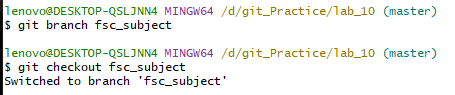 lenovo@DESKTOP-QSLJNN4 MINGW64 /d/git_Practice/lab_10 (master)
$ git branch fsc_subject
lenovo@DESKTOP-QSLJNN4 MINGW64 /d/git_Practice/lab_10 (master)
$ git checkout fsc_subject
Switched to branch 'fsc_subject'